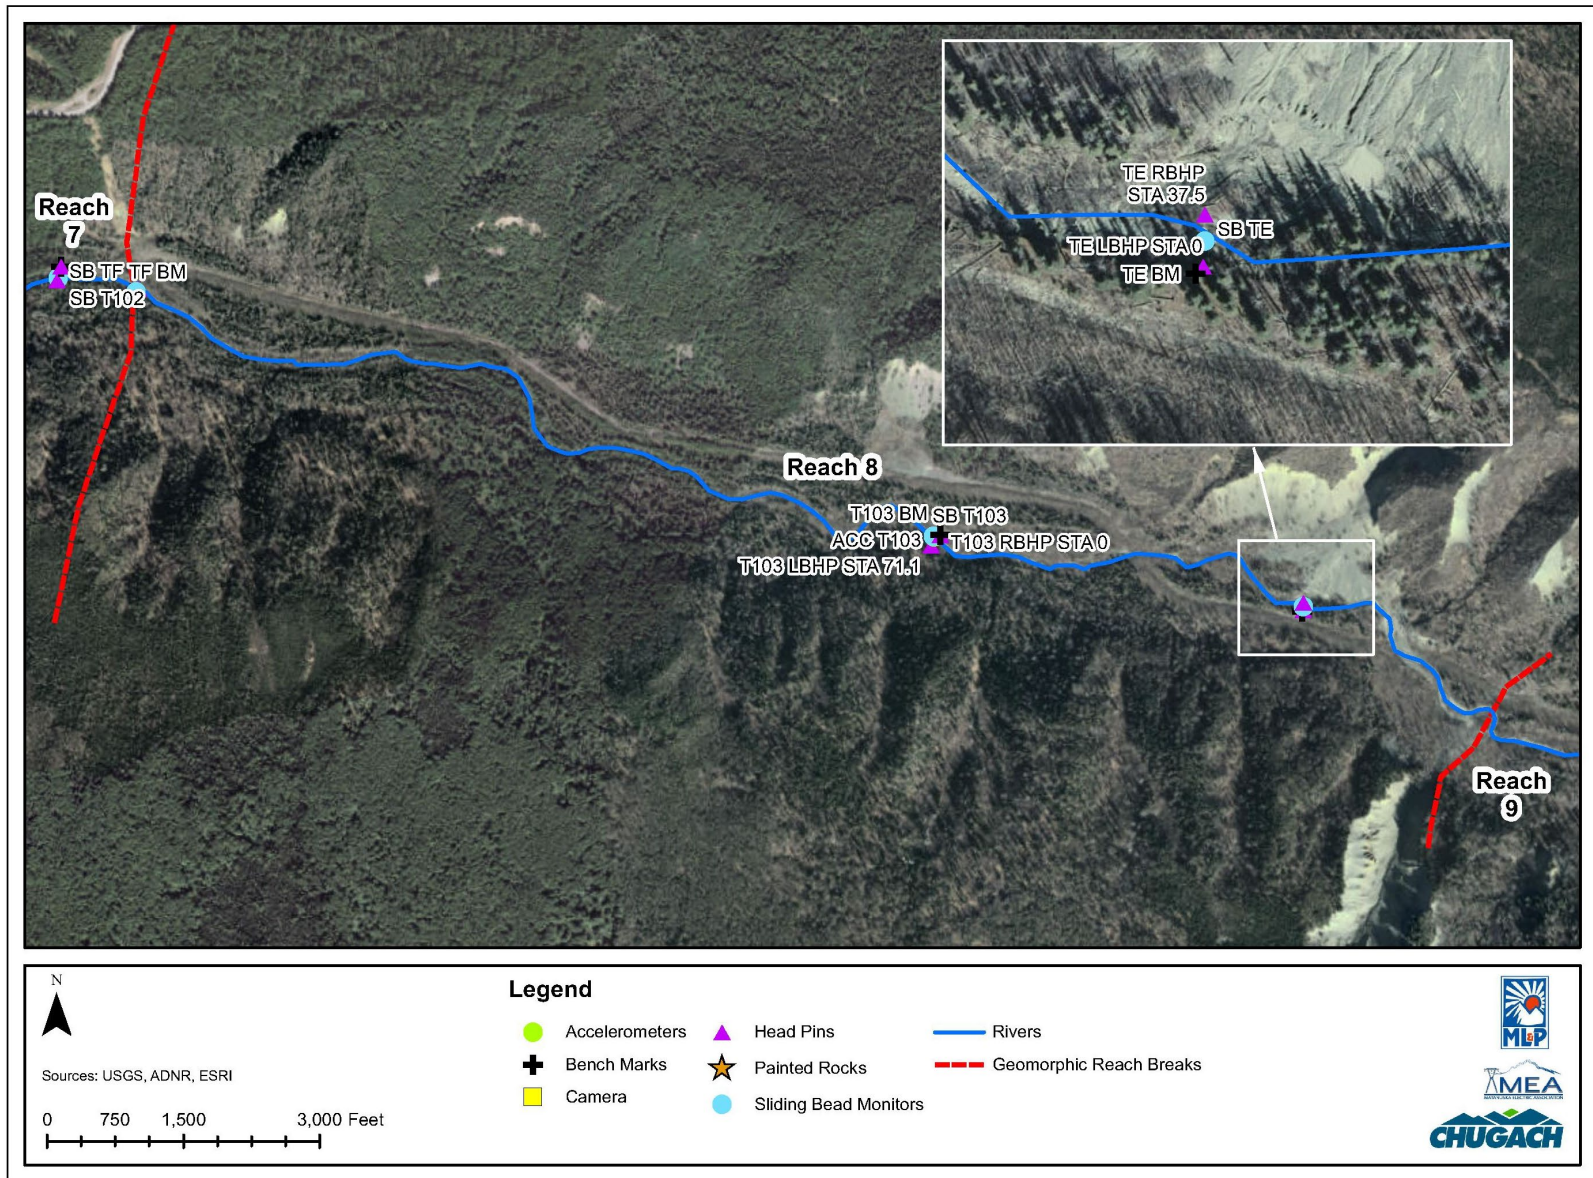 TE RBHP
STA 37.5
SB TE
TE LBHP STA 0
TE BM
Reach
7
SB TF TF BM
SB T102
Reach 8
T103 BM SB T103
ACC T103 T103 RBHP STA 0
T103 LBHP STA 71.1
Reach
9
N
Sources: USGS, ADNR, ESRI
0 750 1,500 3,000 Feet
Legend
Accelerometers
Bench Marks
Camera
Head Pins
Painted Rocks
Sliding Bead Monitors
Rivers
Geomorphic Reach Breaks
ML&P
MEA
MATANUSKA ELECTRIC ASSOCIATION
CHUGACH